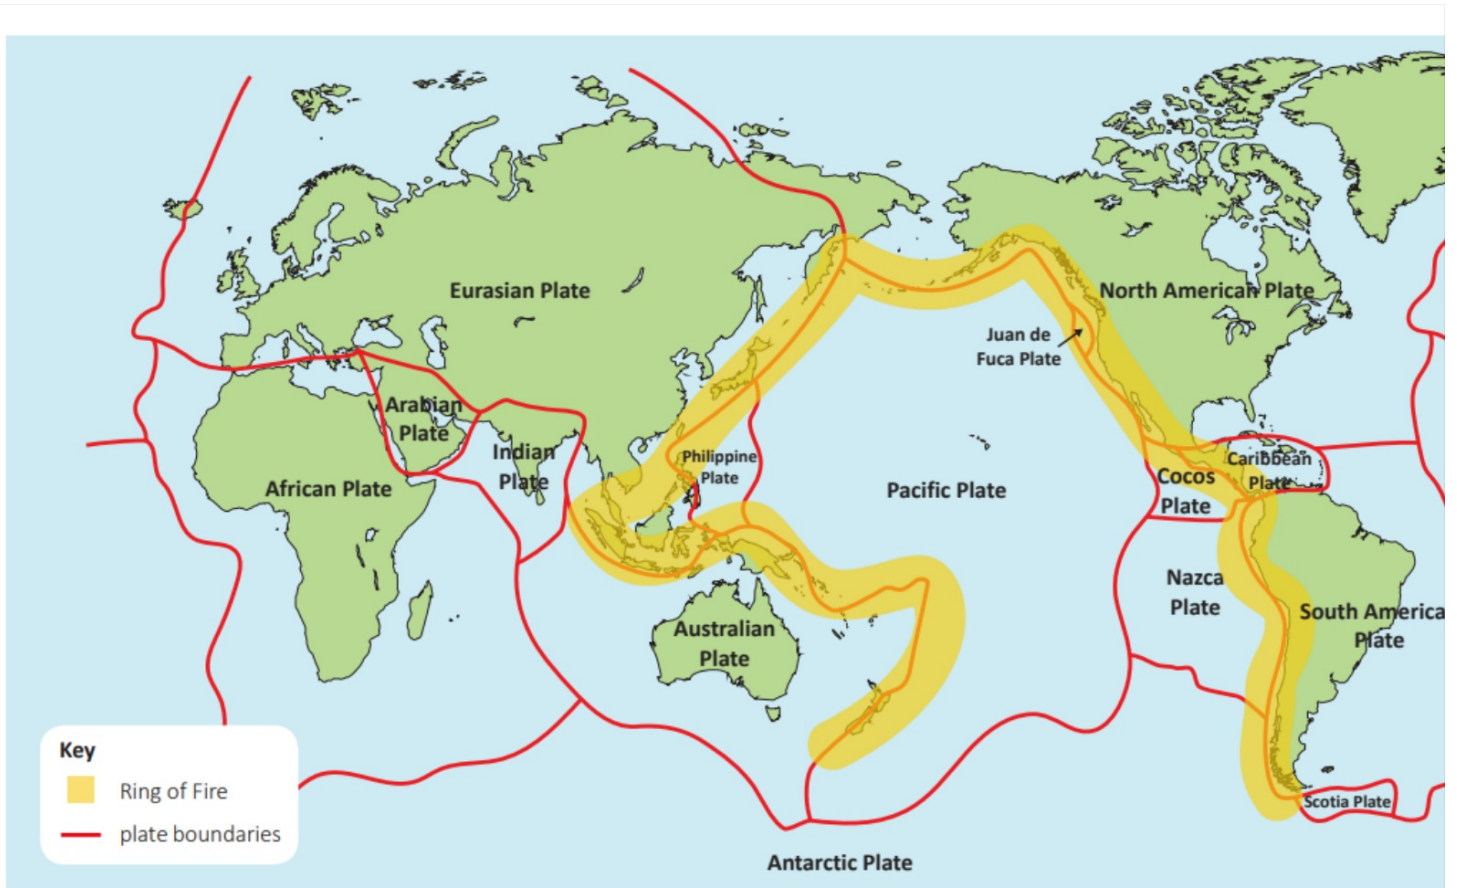 Eurasian Plate
North American Plate
Juan de
Fuca Plate
Arabian
Plate
Indian
Plate
Philippine
Plate
Caribbean
Plate
Cocos
Plate
African Plate
Pacific Plate
Nazca
Plate
South America
Plate
Australian
Plate
Key
Ring of Fire
plate boundaries
Scotia Plate
Antarctic Plate